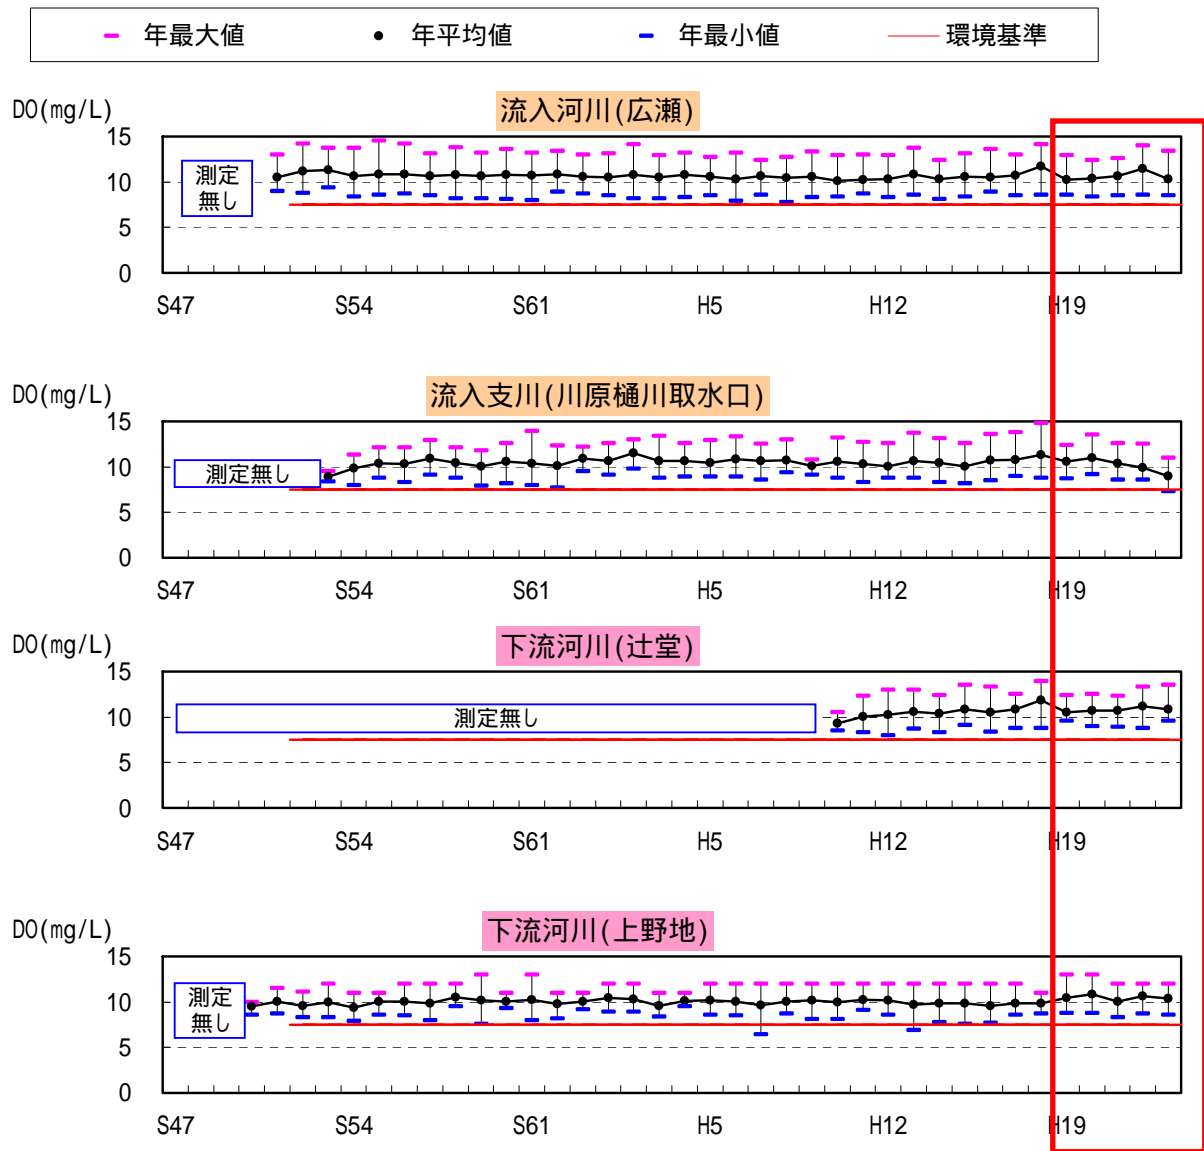 年最大値 年平均値 年最小値 環境基準
DO(mg/L)
流入河川(広瀬)
15
10
5
0
測定
無し
S47 S54 S61 H5 H12 H19
DO(mg/L)
流入支川(川原樋川取水口)
15
10
5
0
測定無し
S47 S54 S61 H5 H12 H19
DO(mg/L)
下流河川(辻堂)
15
10
5
0
測定無し
S47 S54 S61 H5 H12 H19
DO(mg/L)
下流河川(上野地)
15
10
5
0
測定
無し
S47 S54 S61 H5 H12 H19